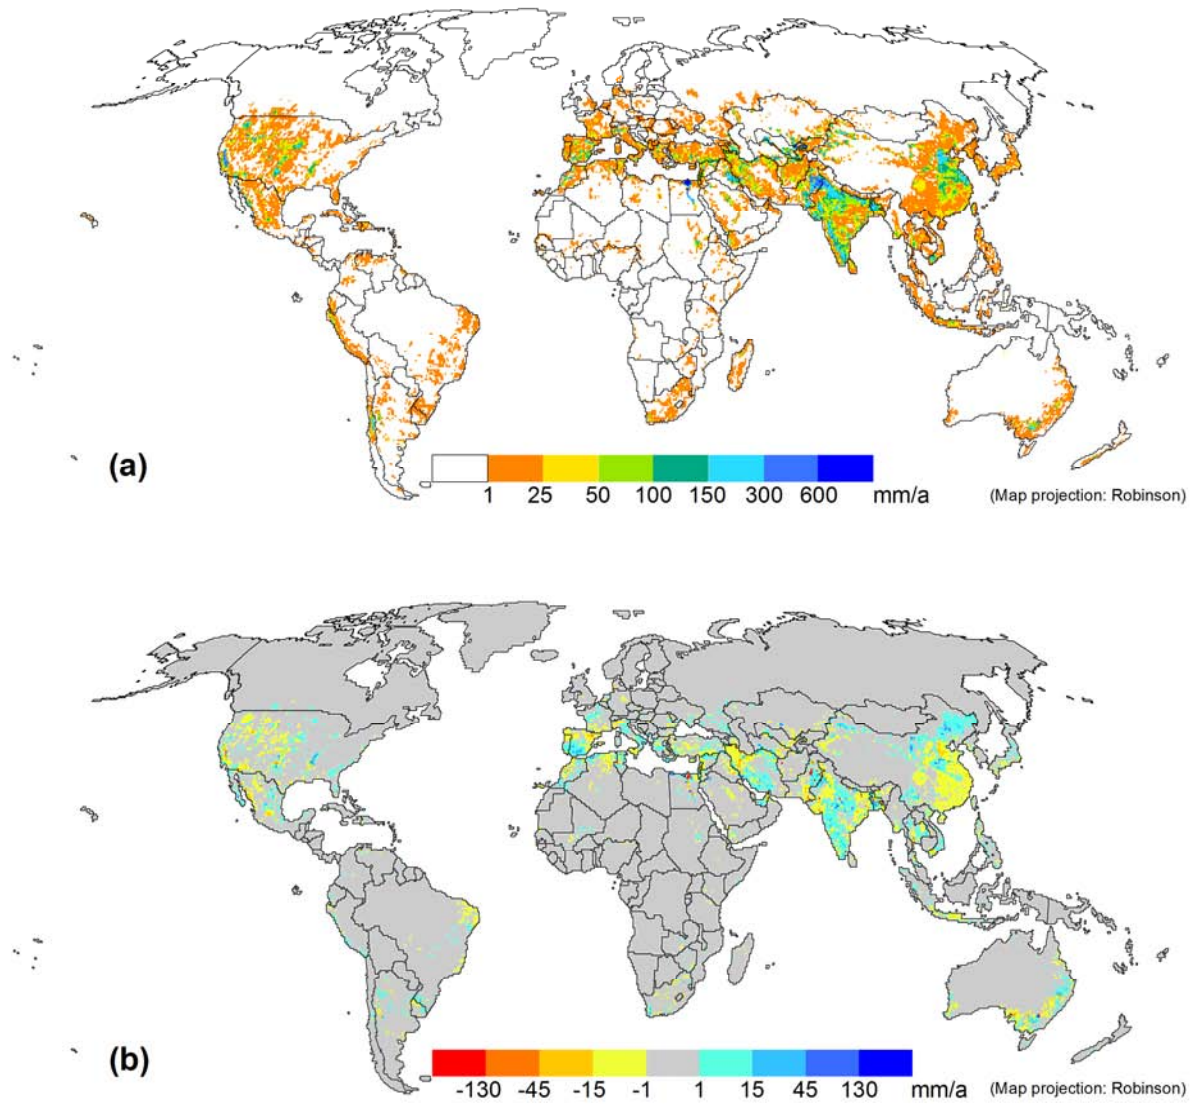 (a)
1 25 50 100 150 300 600 mm/a
(Map projection: Robinson)
(b)
-130 -45 -15 -1 1 15 45 130 mm/a
(Map projection: Robinson)